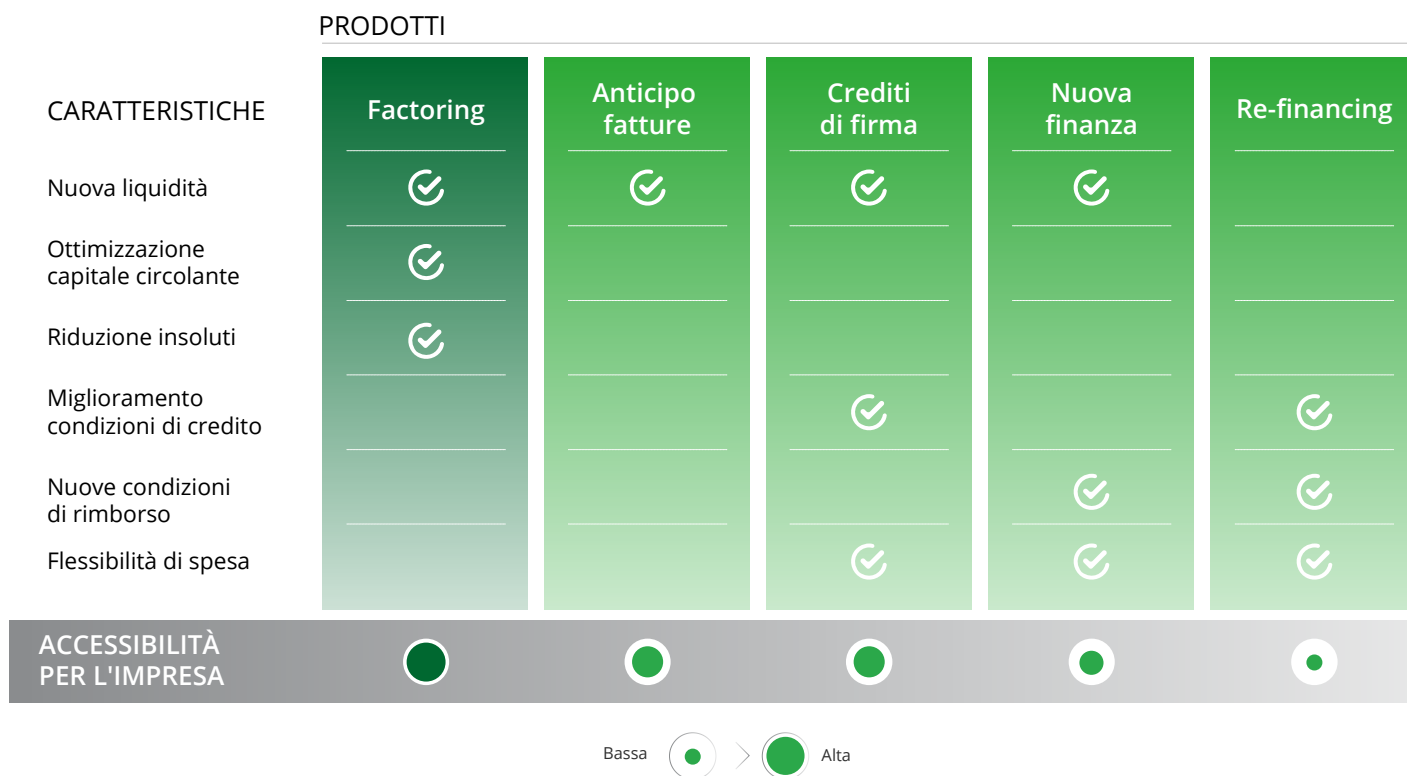 PRODOTTI
CARATTERISTICHE
Factoring
Anticipo
fatture
Crediti
di firma
Nuova
finanza
Re-financing
Nuova liquidità
Ottimizzazione
capitale circolante
Riduzione insoluti
Miglioramento
condizioni di credito
Nuove condizioni
di rimborso
Flessibilità di spesa
ACCESSIBILITÀ
PER L'IMPRESA
Bassa
Alta